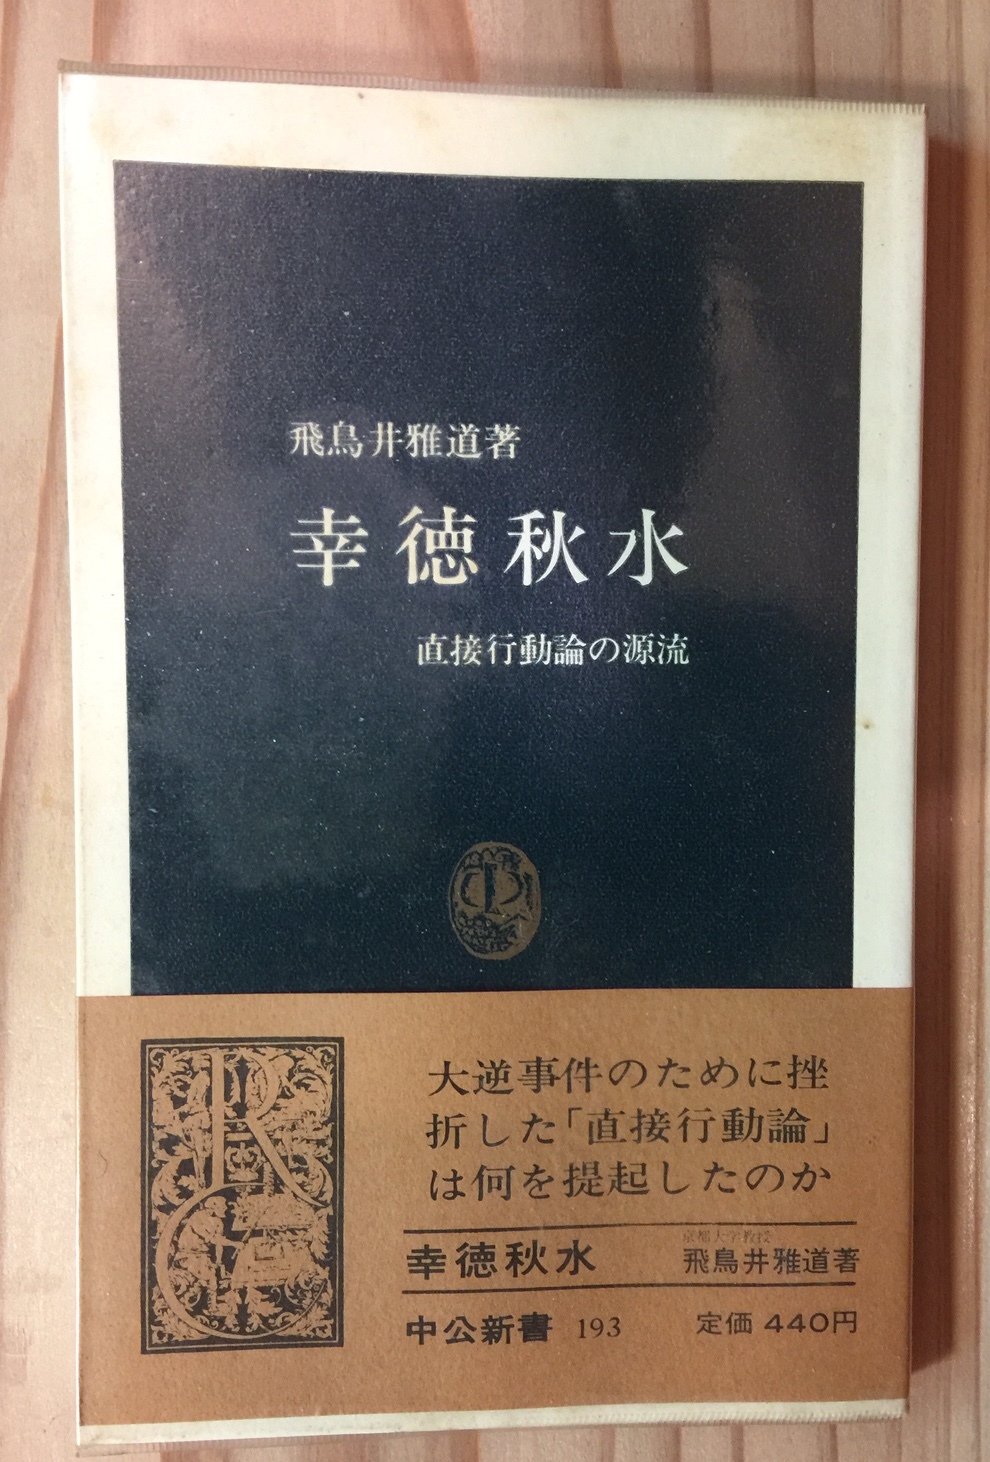 飛鳥井雅道著
幸徳秋水
直接行動論の源流
大逆事件のために挫
折した「直接行動論」
は何を提起したのか
京都大学教授
幸徳秋水 飛鳥井雅道著
中公新書 193 定価 440円